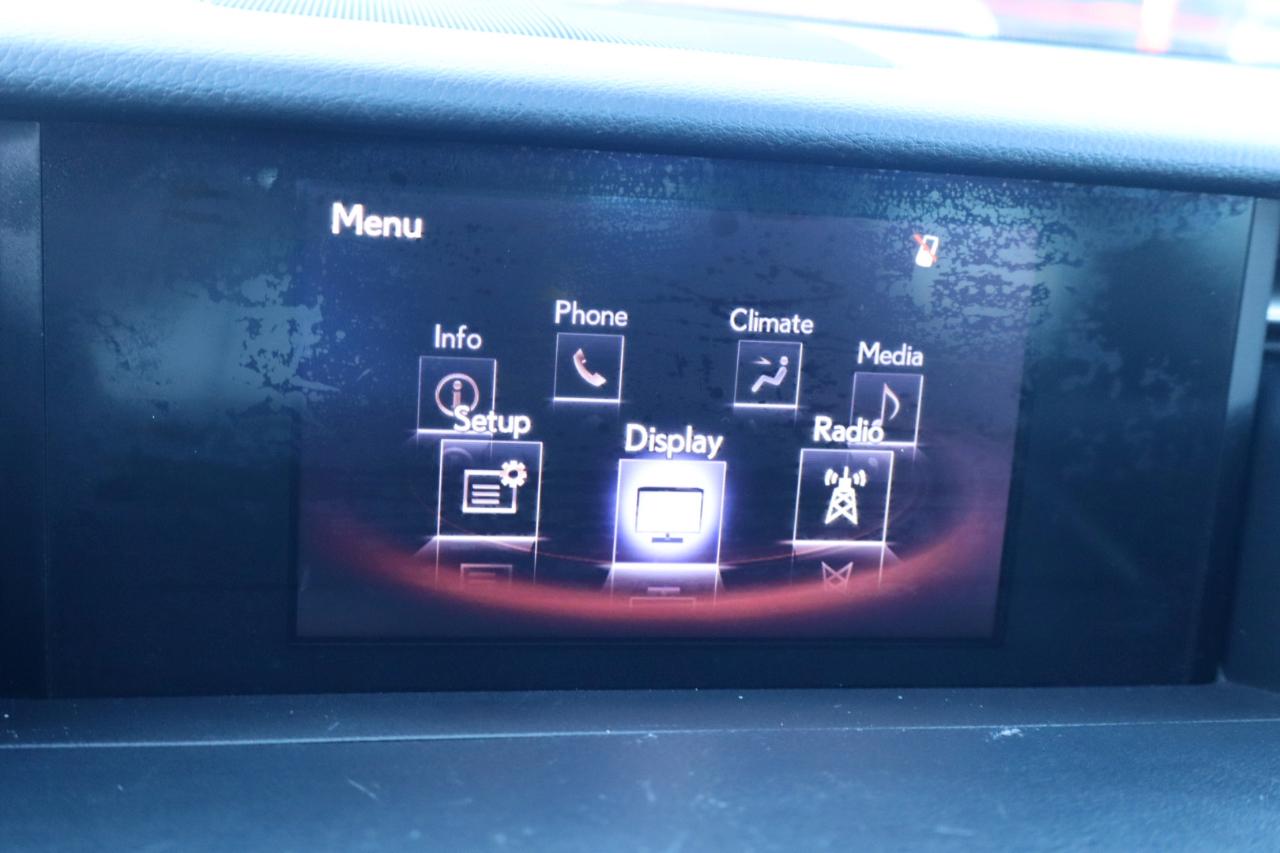 Menu
Phone
Climate
Info
Media
Setup
Display
Radio